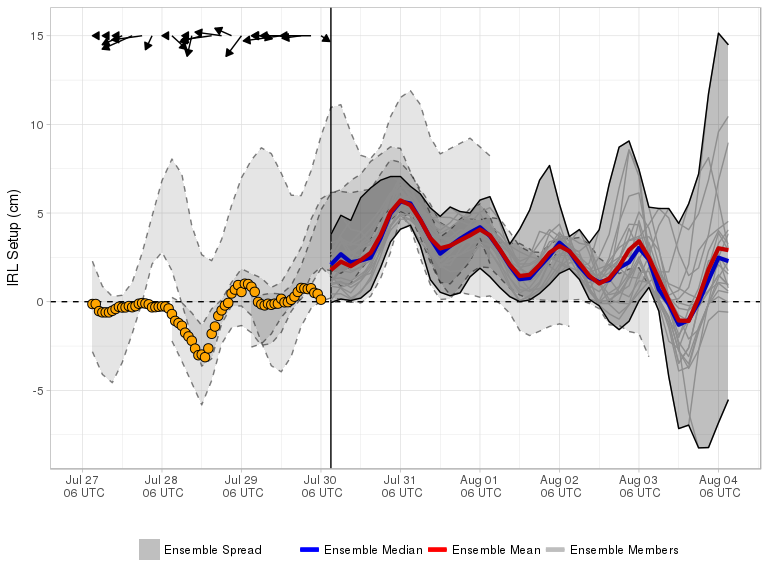 15
10
5
0
-5
IRL Setup (cm)
Jul 27 Jul 28 Jul 29 Jul 30 Jul 31 Aug 01 Aug 02 Aug 03 Aug 04
06 UTC 06 UTC 06 UTC 06 UTC 06 UTC 06 UTC 06 UTC 06 UTC 06 UTC
Ensemble Spread Ensemble Median Ensemble Mean Ensemble Members